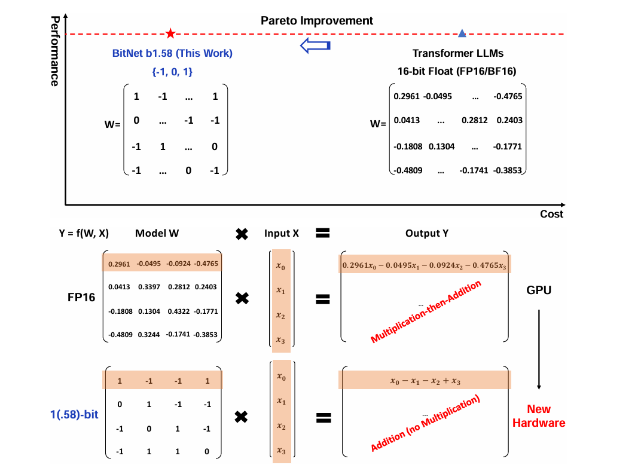 Performance
Pareto Improvement
BitNet b1.58 (This Work)
{-1, 0, 1}
Transformer LLMs
16-bit Float (FP16/BF16)
W=
1 -1 ... 1
0 ... -1 -1
-1 1 ... 0
-1 ... 0 -1
W=
0.2961 -0.0495 ... -0.4765
0.0413 ... 0.2812 0.2403
-0.1808 0.1304 ... -0.1771
-0.4809 ... -0.1741 -0.3853
Cost
Y = f(W, X) Model W ✖ Input X = Output Y
FP16
0.2961 -0.0495 -0.0924 -0.4765
0.0413 0.3397 0.2812 0.2403
-0.1808 0.1304 0.4322 -0.1771
-0.4809 0.3244 -0.1741 -0.3853
✖
x₀
x₁
x₂
x₃
=
0.2961x₀ − 0.0495x₁ − 0.0924x₂ − 0.4765x₃
...
Multiplication-then-Addition
GPU
1(.58)-bit
1 -1 -1 1
0 1 -1 -1
-1 0 1 -1
-1 1 1 0
✖
x₀
x₁
x₂
x₃
=
x₀ − x₁ − x₂ + x₃
...
Addition (no Multiplication)
New
Hardware